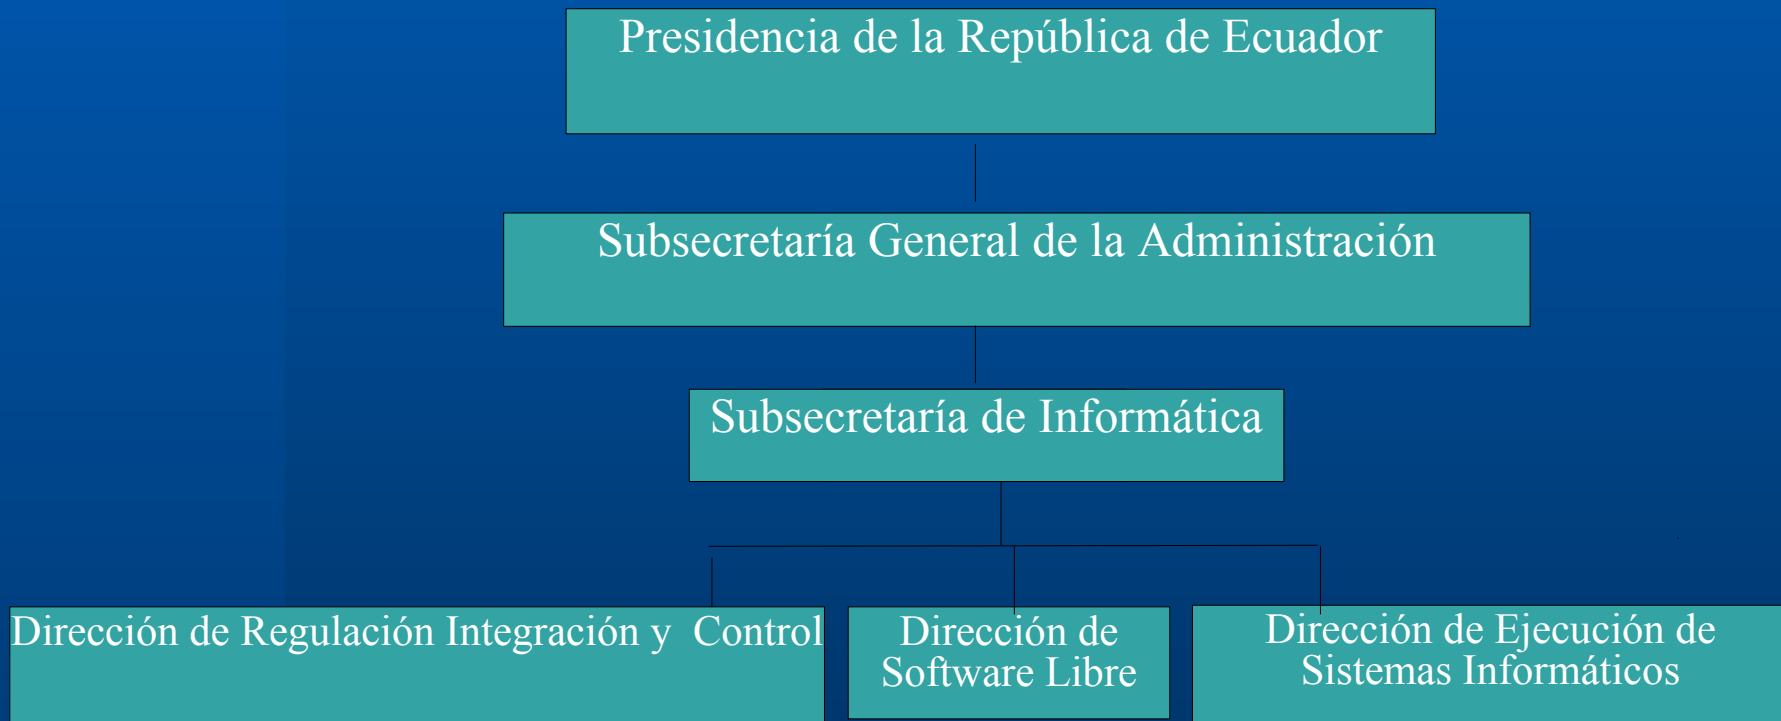 Presidencia de la República de Ecuador
Subsecretaría General de la Administración
Subsecretaría de Informática
Dirección de Regulación Integración y  Control
Dirección de
Software Libre
Dirección de Ejecución de
Sistemas Informáticos